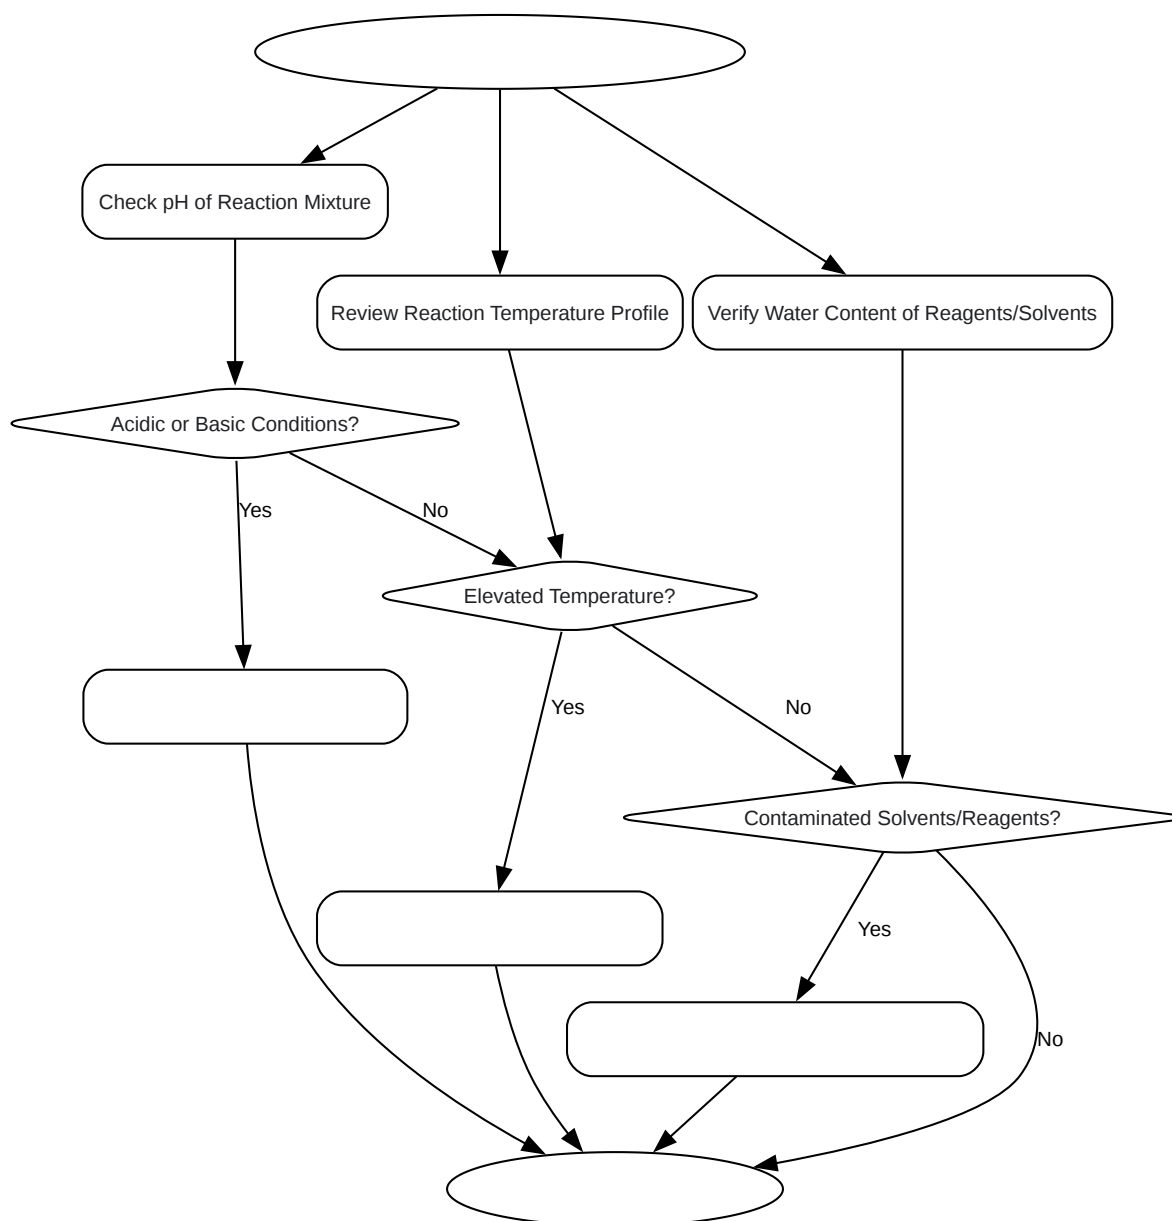 Check pH of Reaction Mixture
Review Reaction Temperature Profile
Verify Water Content of Reagents/Solvents
Acidic or Basic Conditions?
Yes
No
Elevated Temperature?
Yes
No
Contaminated Solvents/Reagents?
Yes
No